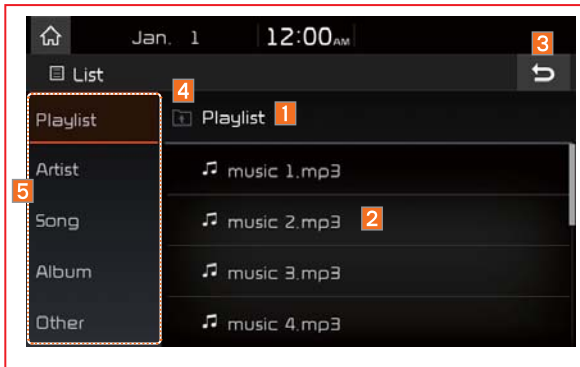 Jan. 1 12:00AM
3
List
4
Playlist
Playlist 1
Artist
music 1.mp3
5
Song
music 2.mp3 2
Album
music 3.mp3
Other
music 4.mp3